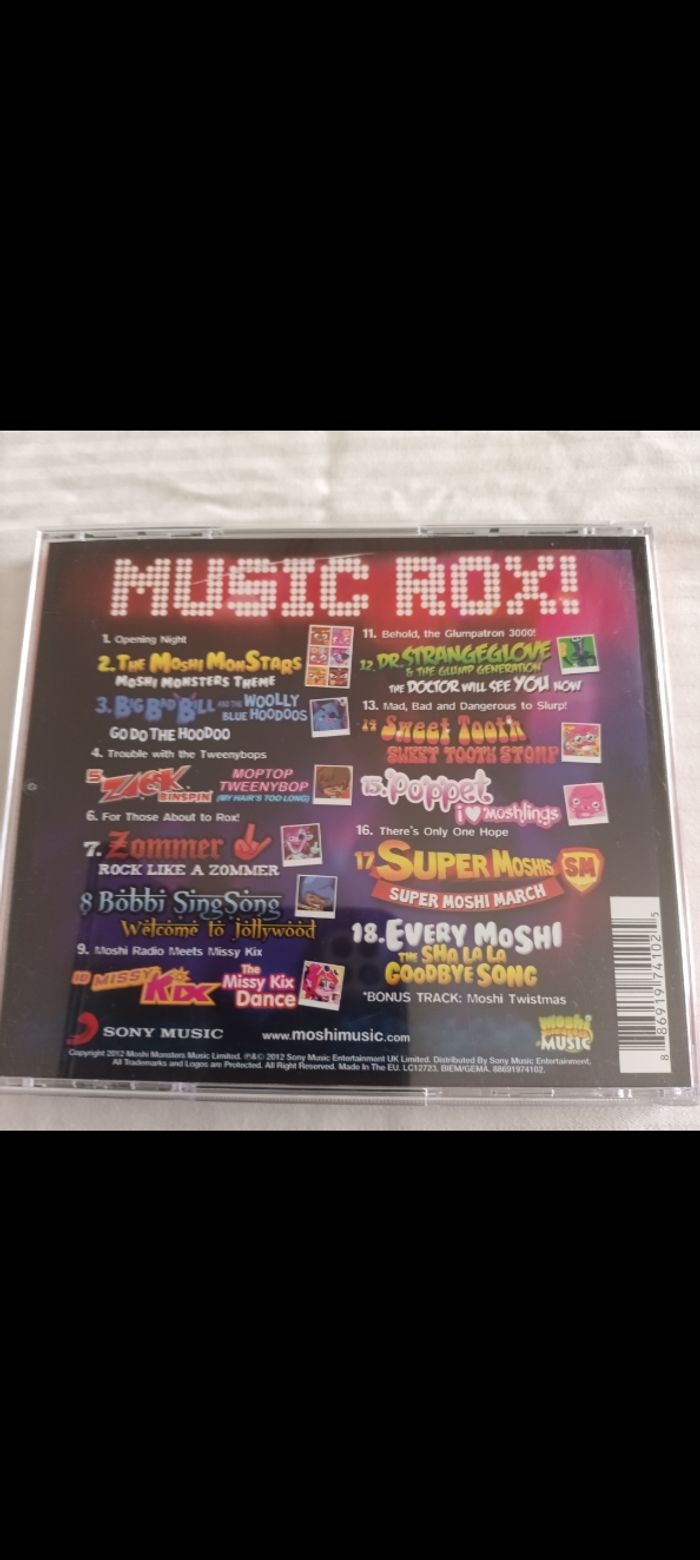 MUSIC ROX!
1. Opening Night
2. THE MOSHI MONSTARS
MOSHI MONSTERS THEME
3. BIG BAD BILL AND THE WOOLLY
BLUE HOODOOS
GO DO THE HOODOO
4. Trouble with the Tweenybops
5. ZACK
BINSPIN
MOPTOP
TWEENYBOP
(MY HAIR'S TOO LONG)
6. For Those About to Rox!
7. Zommer
ROCK LIKE A ZOMMER
8 Bobbi SingSong
Welcome to Jollywood
9. Moshi Radio Meets Missy Kix
10 MISSY KiX
The
Missy Kix
Dance
11. Behold, the Glumpatron 3000!
12. DR. STRANGEGLOVE
& THE GLUMP GENERATION
THE DOCTOR WILL SEE YOU NOW
13. Mad, Bad and Dangerous to Slurp!
14 Sweet Tooth
SWEET TOOTH STOMP
15. Poppet
i ♥ Moshlings
16. There's Only One Hope
17 SUPER MOSHIS
SM
SUPER MOSHI MARCH
18. EVERY MOSHI
THE SHA LA LA
GOODBYE SONG
*BONUS TRACK: Moshi Twistmas
SONY MUSIC
www.moshimusic.com
moshi
MUSIC
Copyright 2012 Moshi Monsters Music Limited. ℗&© 2012 Sony Music Entertainment UK Limited. Distributed By Sony Music Entertainment.
All Trademarks and Logos are Protected. All Right Reserved. Made In The EU. LC12723. BIEM/GEMA. 88691974102.
8 86919 74102 5